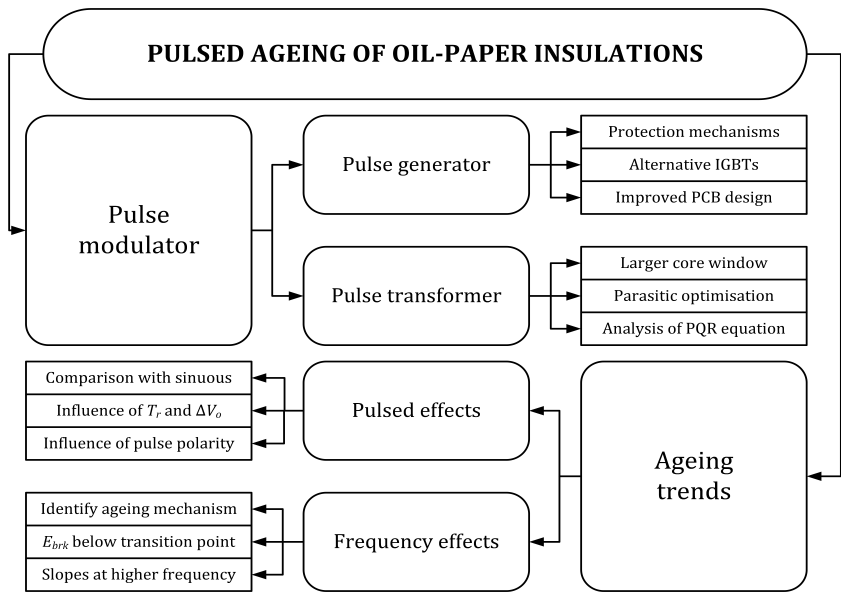 PULSED AGEING OF OIL-PAPER INSULATIONS
Pulse
modulator
Pulse generator
Protection mechanisms
Alternative IGBTs
Improved PCB design
Pulse transformer
Larger core window
Parasitic optimisation
Analysis of PQR equation
Ageing
trends
Pulsed effects
Comparison with sinuous
Influence of Tr and ΔVo
Influence of pulse polarity
Frequency effects
Identify ageing mechanism
Ebrk below transition point
Slopes at higher frequency